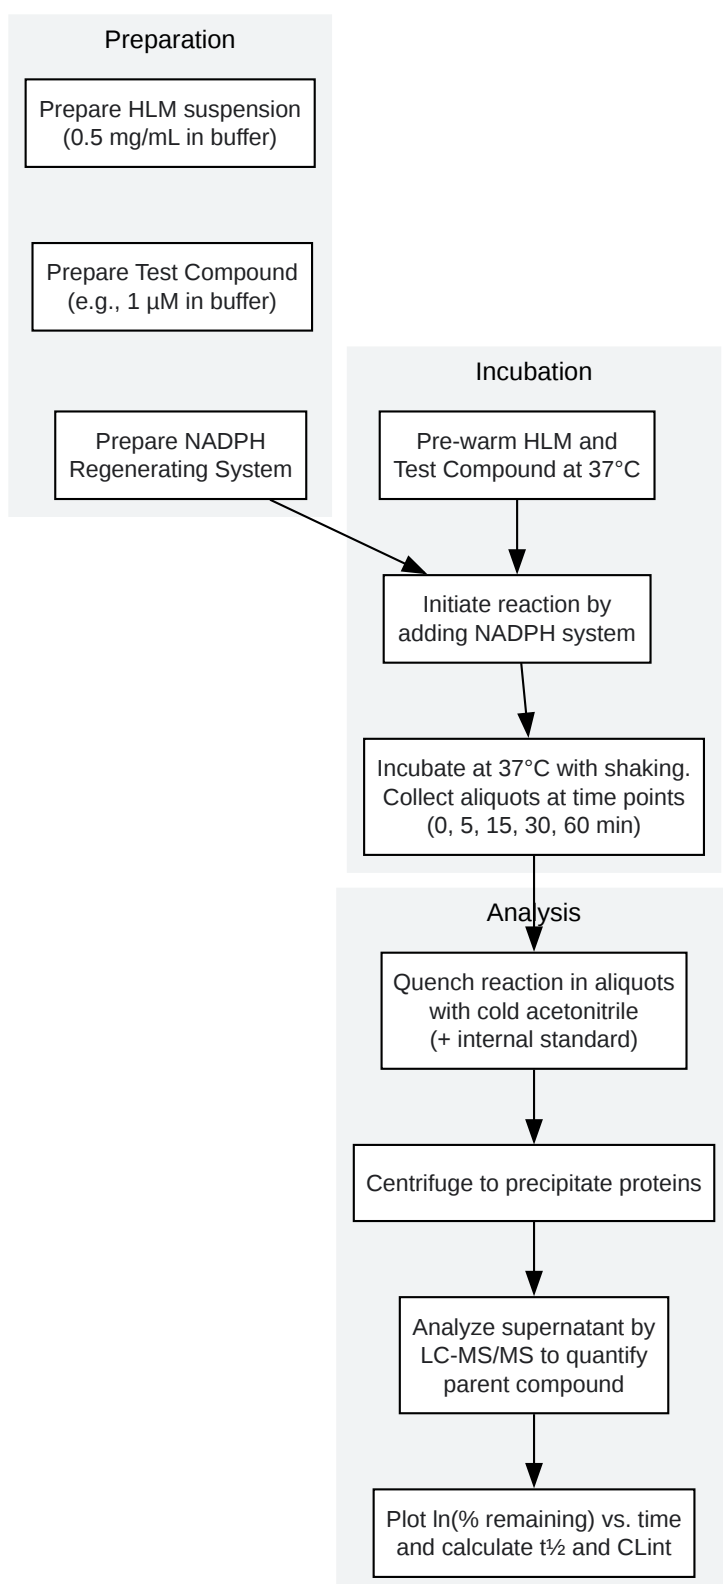 Preparation
Prepare HLM suspension
(0.5 mg/mL in buffer)
Prepare Test Compound
(e.g., 1 µM in buffer)
Prepare NADPH
Regenerating System
Incubation
Pre-warm HLM and
Test Compound at 37°C
Initiate reaction by
adding NADPH system
Incubate at 37°C with shaking.
Collect aliquots at time points
(0, 5, 15, 30, 60 min)
Analysis
Quench reaction in aliquots
with cold acetonitrile
(+ internal standard)
Centrifuge to precipitate proteins
Analyze supernatant by
LC-MS/MS to quantify
parent compound
Plot ln(% remaining) vs. time
and calculate t½ and CLint